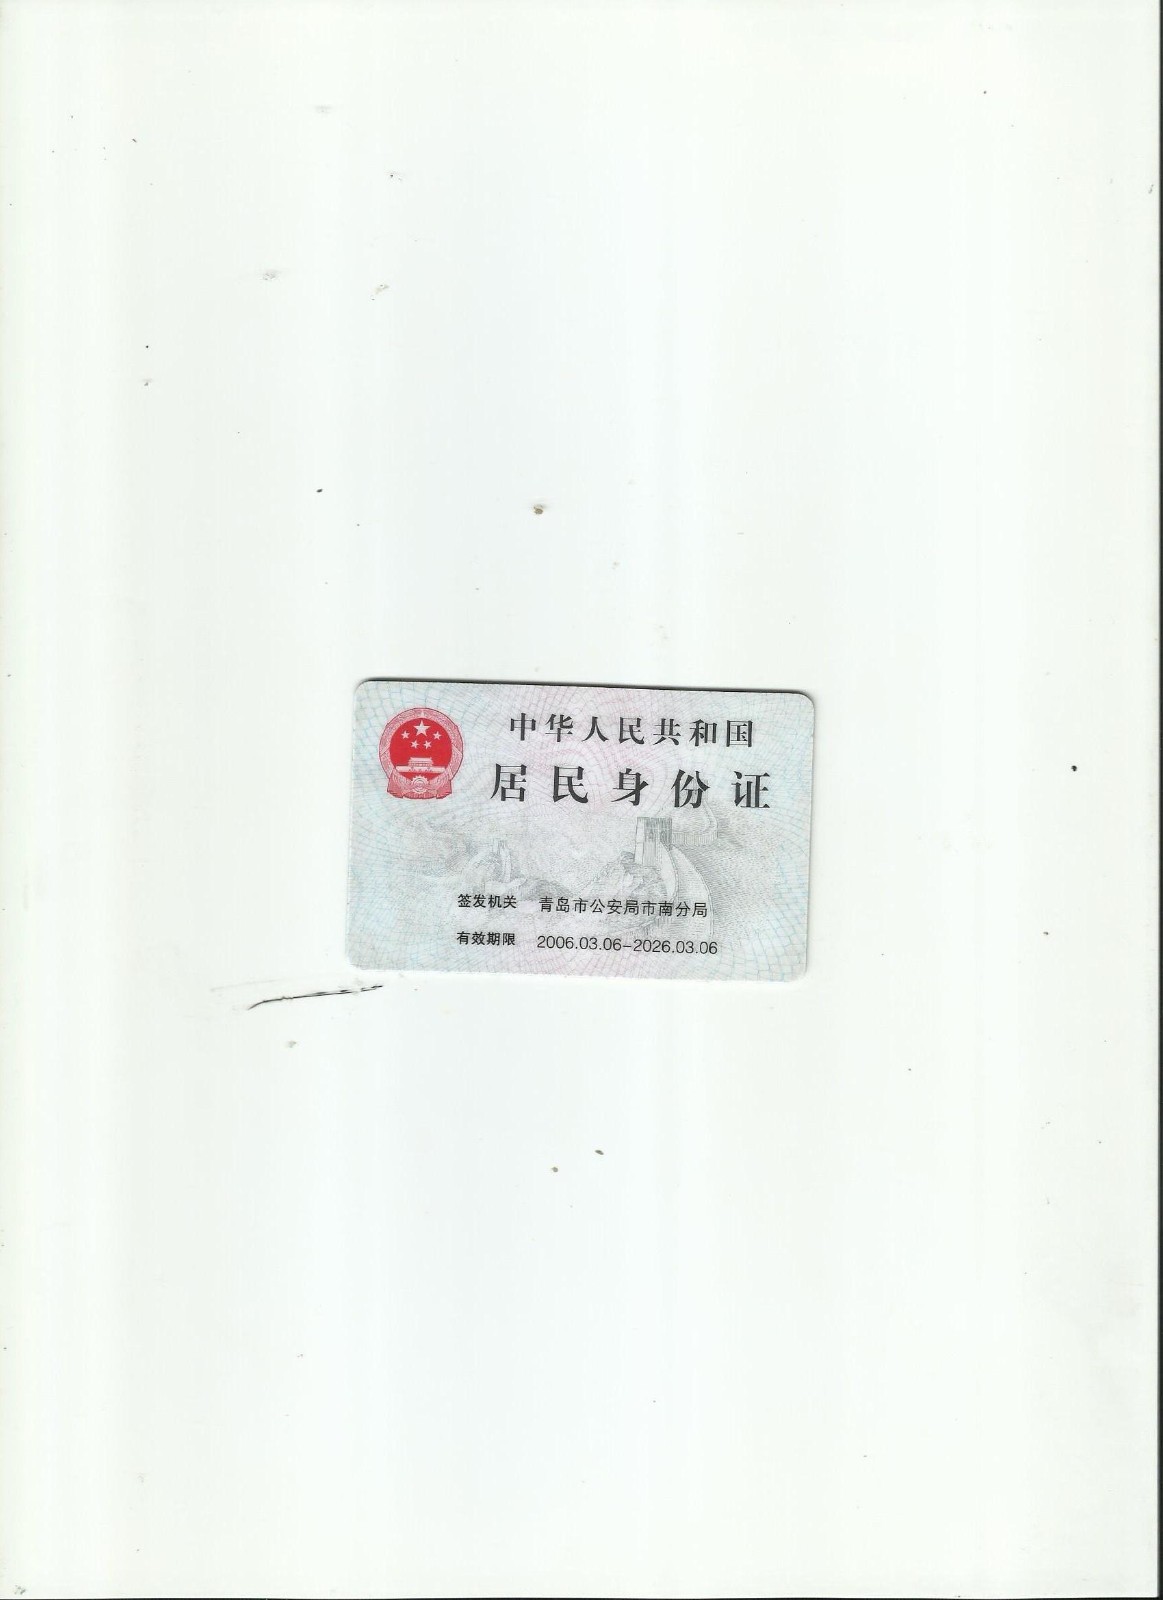 中华人民共和国
居民身份证
签发机关 青岛市公安局市南分局
有效期限 2006.03.06-2026.03.06